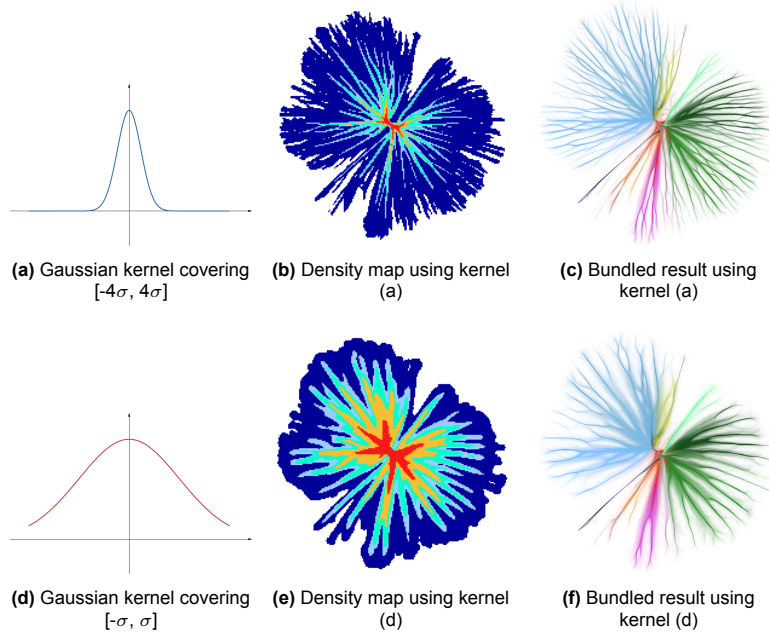 (a) Gaussian kernel covering
[-4σ, 4σ]
(b) Density map using kernel
(a)
(c) Bundled result using
kernel (a)
(d) Gaussian kernel covering
[-σ, σ]
(e) Density map using kernel
(d)
(f) Bundled result using
kernel (d)